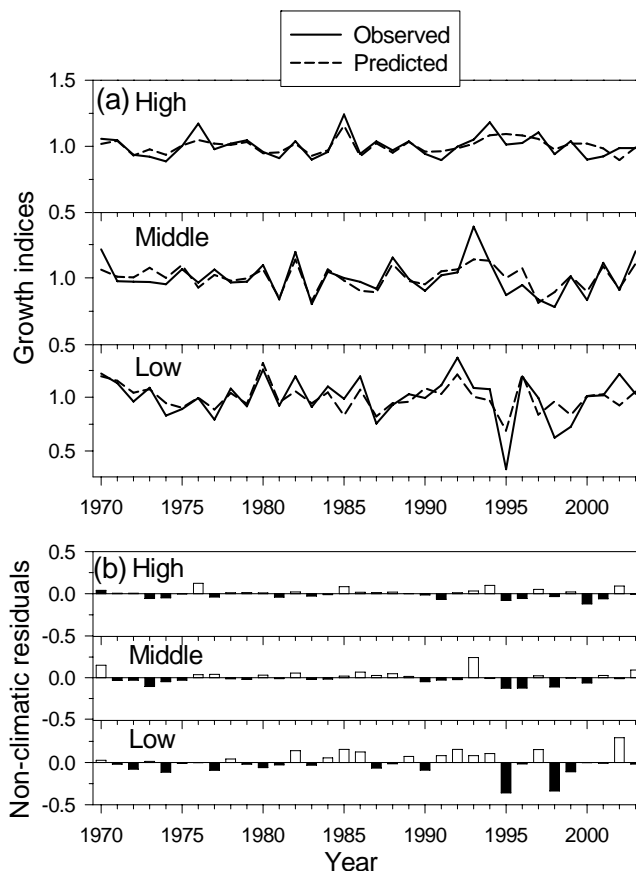 Observed
Predicted
(a) High
1.5
1.0
0.5
Middle
1.0
0.5
Low
1.0
0.5
Growth indices
1970 1975 1980 1985 1990 1995 2000
(b) High
0.5
0.0
-0.5
Middle
0.0
-0.5
Low
0.0
-0.5
Non-climatic residuals
1970 1975 1980 1985 1990 1995 2000
Year